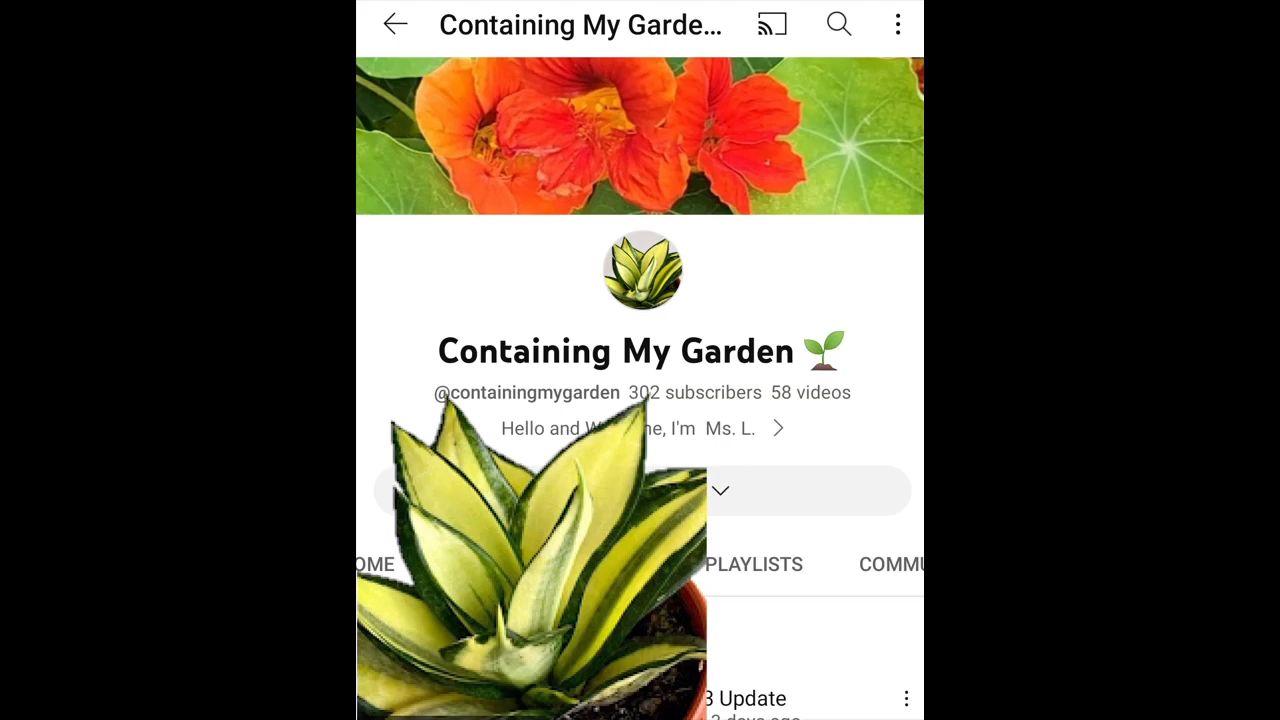 Containing My Garde...
Containing My Garden 🌱
@containingmygarden 302 subscribers 58 videos
Hello and I'm Ms. L.
OME PLAYLISTS COMMU
3 Update